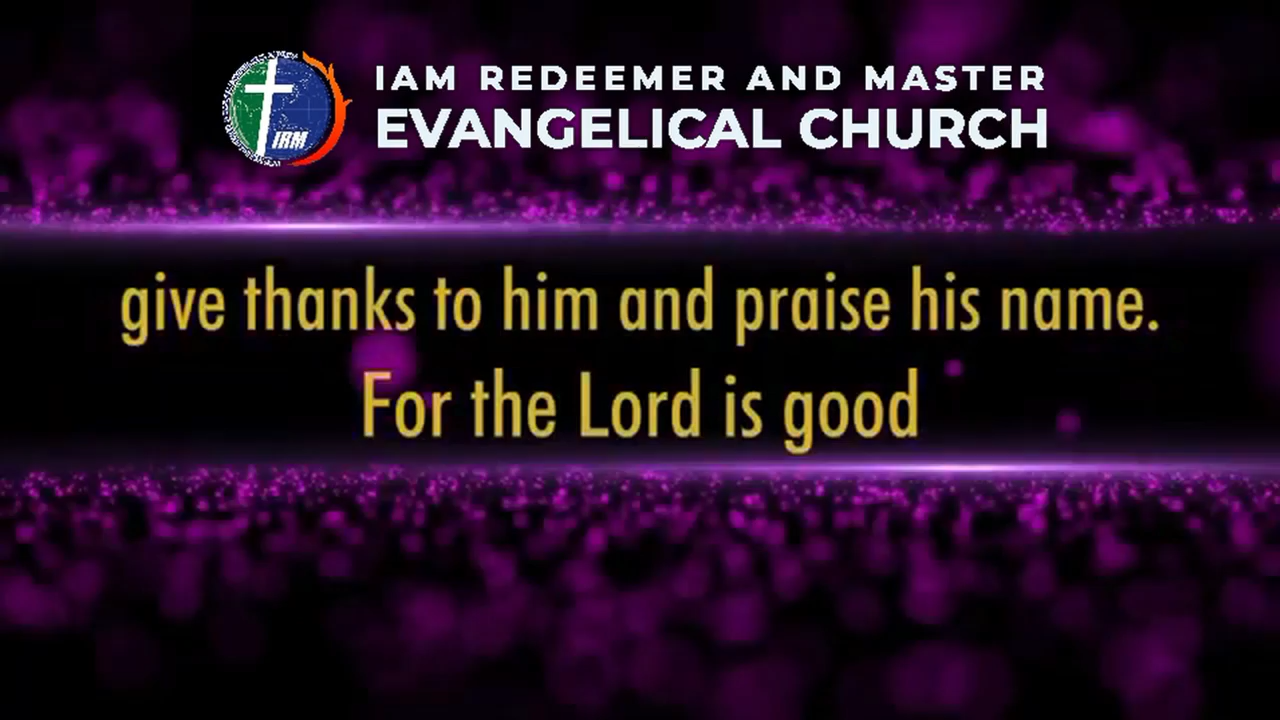 IAM REDEEMER AND MASTER
EVANGELICAL CHURCH
IRM
give thanks to him and praise his name.
For the Lord is good